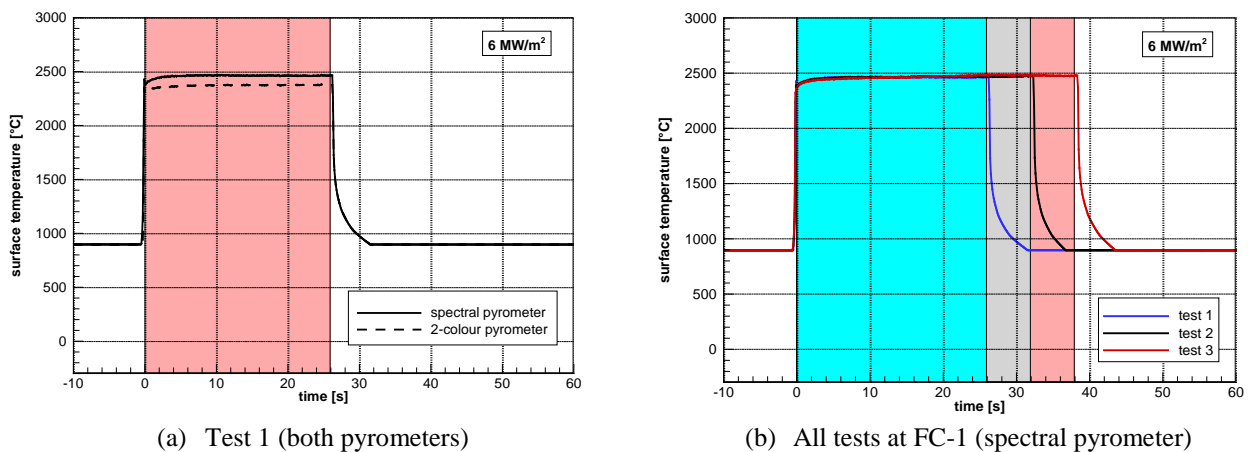 3000
2500
2000
1500
1000
500
0
surface temperature [°C]
6 MW/m²
spectral pyrometer
2-colour pyrometer
-10 0 10 20 30 40 50 60
time [s]
(a) Test 1 (both pyrometers)
3000
2500
2000
1500
1000
500
0
surface temperature [°C]
6 MW/m²
test 1
test 2
test 3
-10 0 10 20 30 40 50 60
time [s]
(b) All tests at FC-1 (spectral pyrometer)